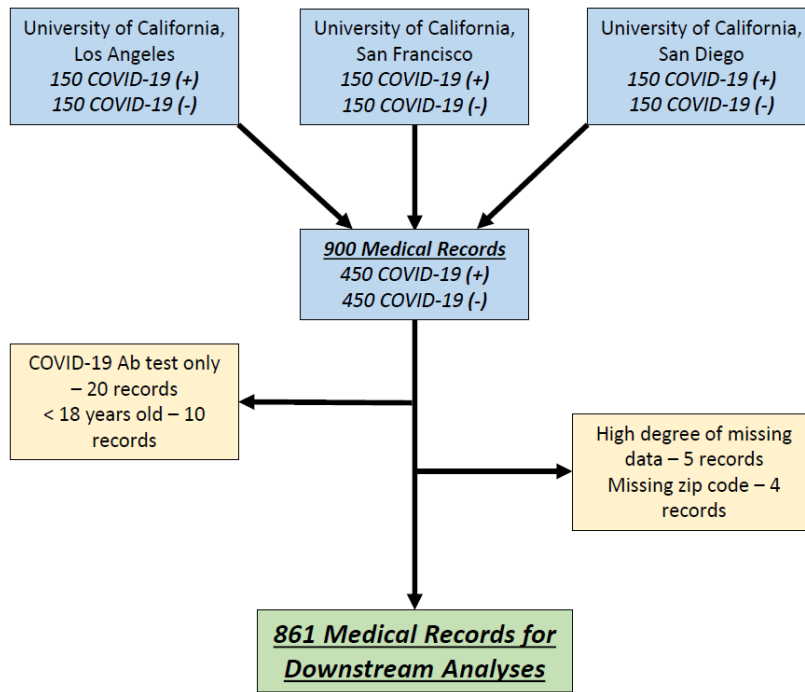 University of California,
Los Angeles
150 COVID-19 (+)
150 COVID-19 (-)
University of California,
San Francisco
150 COVID-19 (+)
150 COVID-19 (-)
University of California,
San Diego
150 COVID-19 (+)
150 COVID-19 (-)
900 Medical Records
450 COVID-19 (+)
450 COVID-19 (-)
COVID-19 Ab test only
– 20 records
< 18 years old – 10
records
High degree of missing
data – 5 records
Missing zip code – 4
records
861 Medical Records for
Downstream Analyses